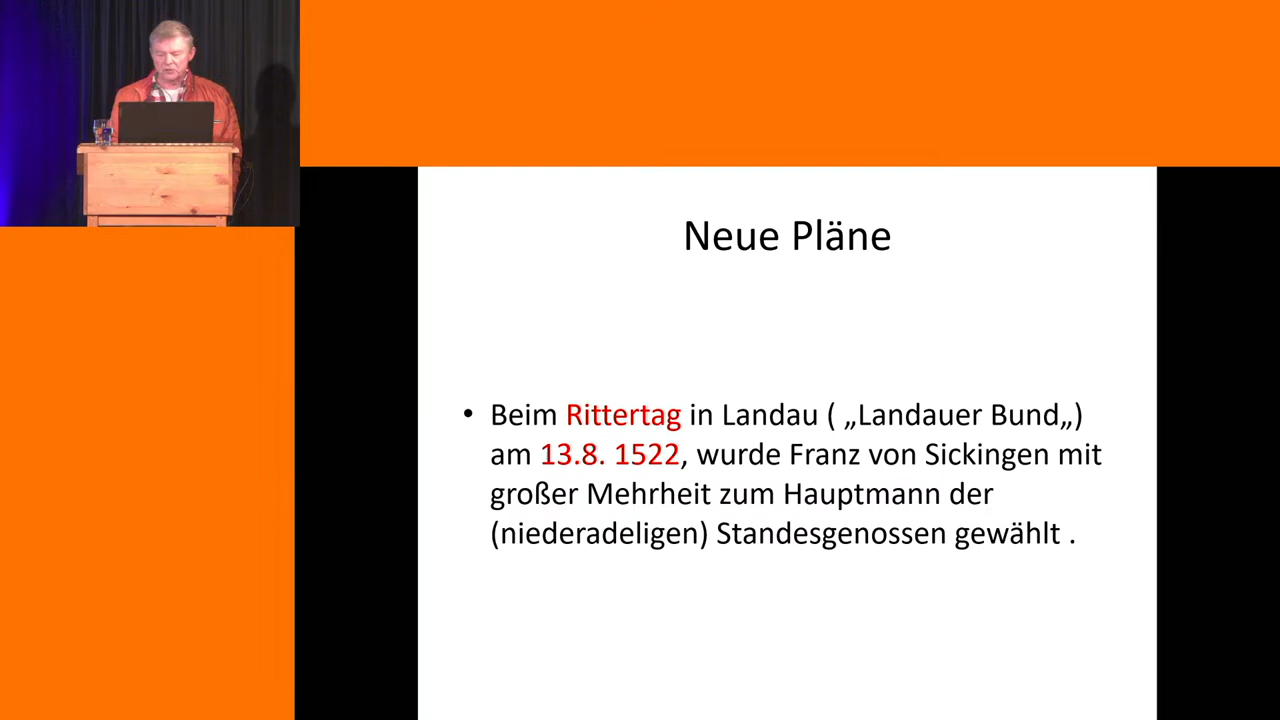 Neue Pläne
• Beim Rittertag in Landau ( „Landauer Bund„)
am 13.8. 1522, wurde Franz von Sickingen mit
großer Mehrheit zum Hauptmann der
(niederadeligen) Standesgenossen gewählt .